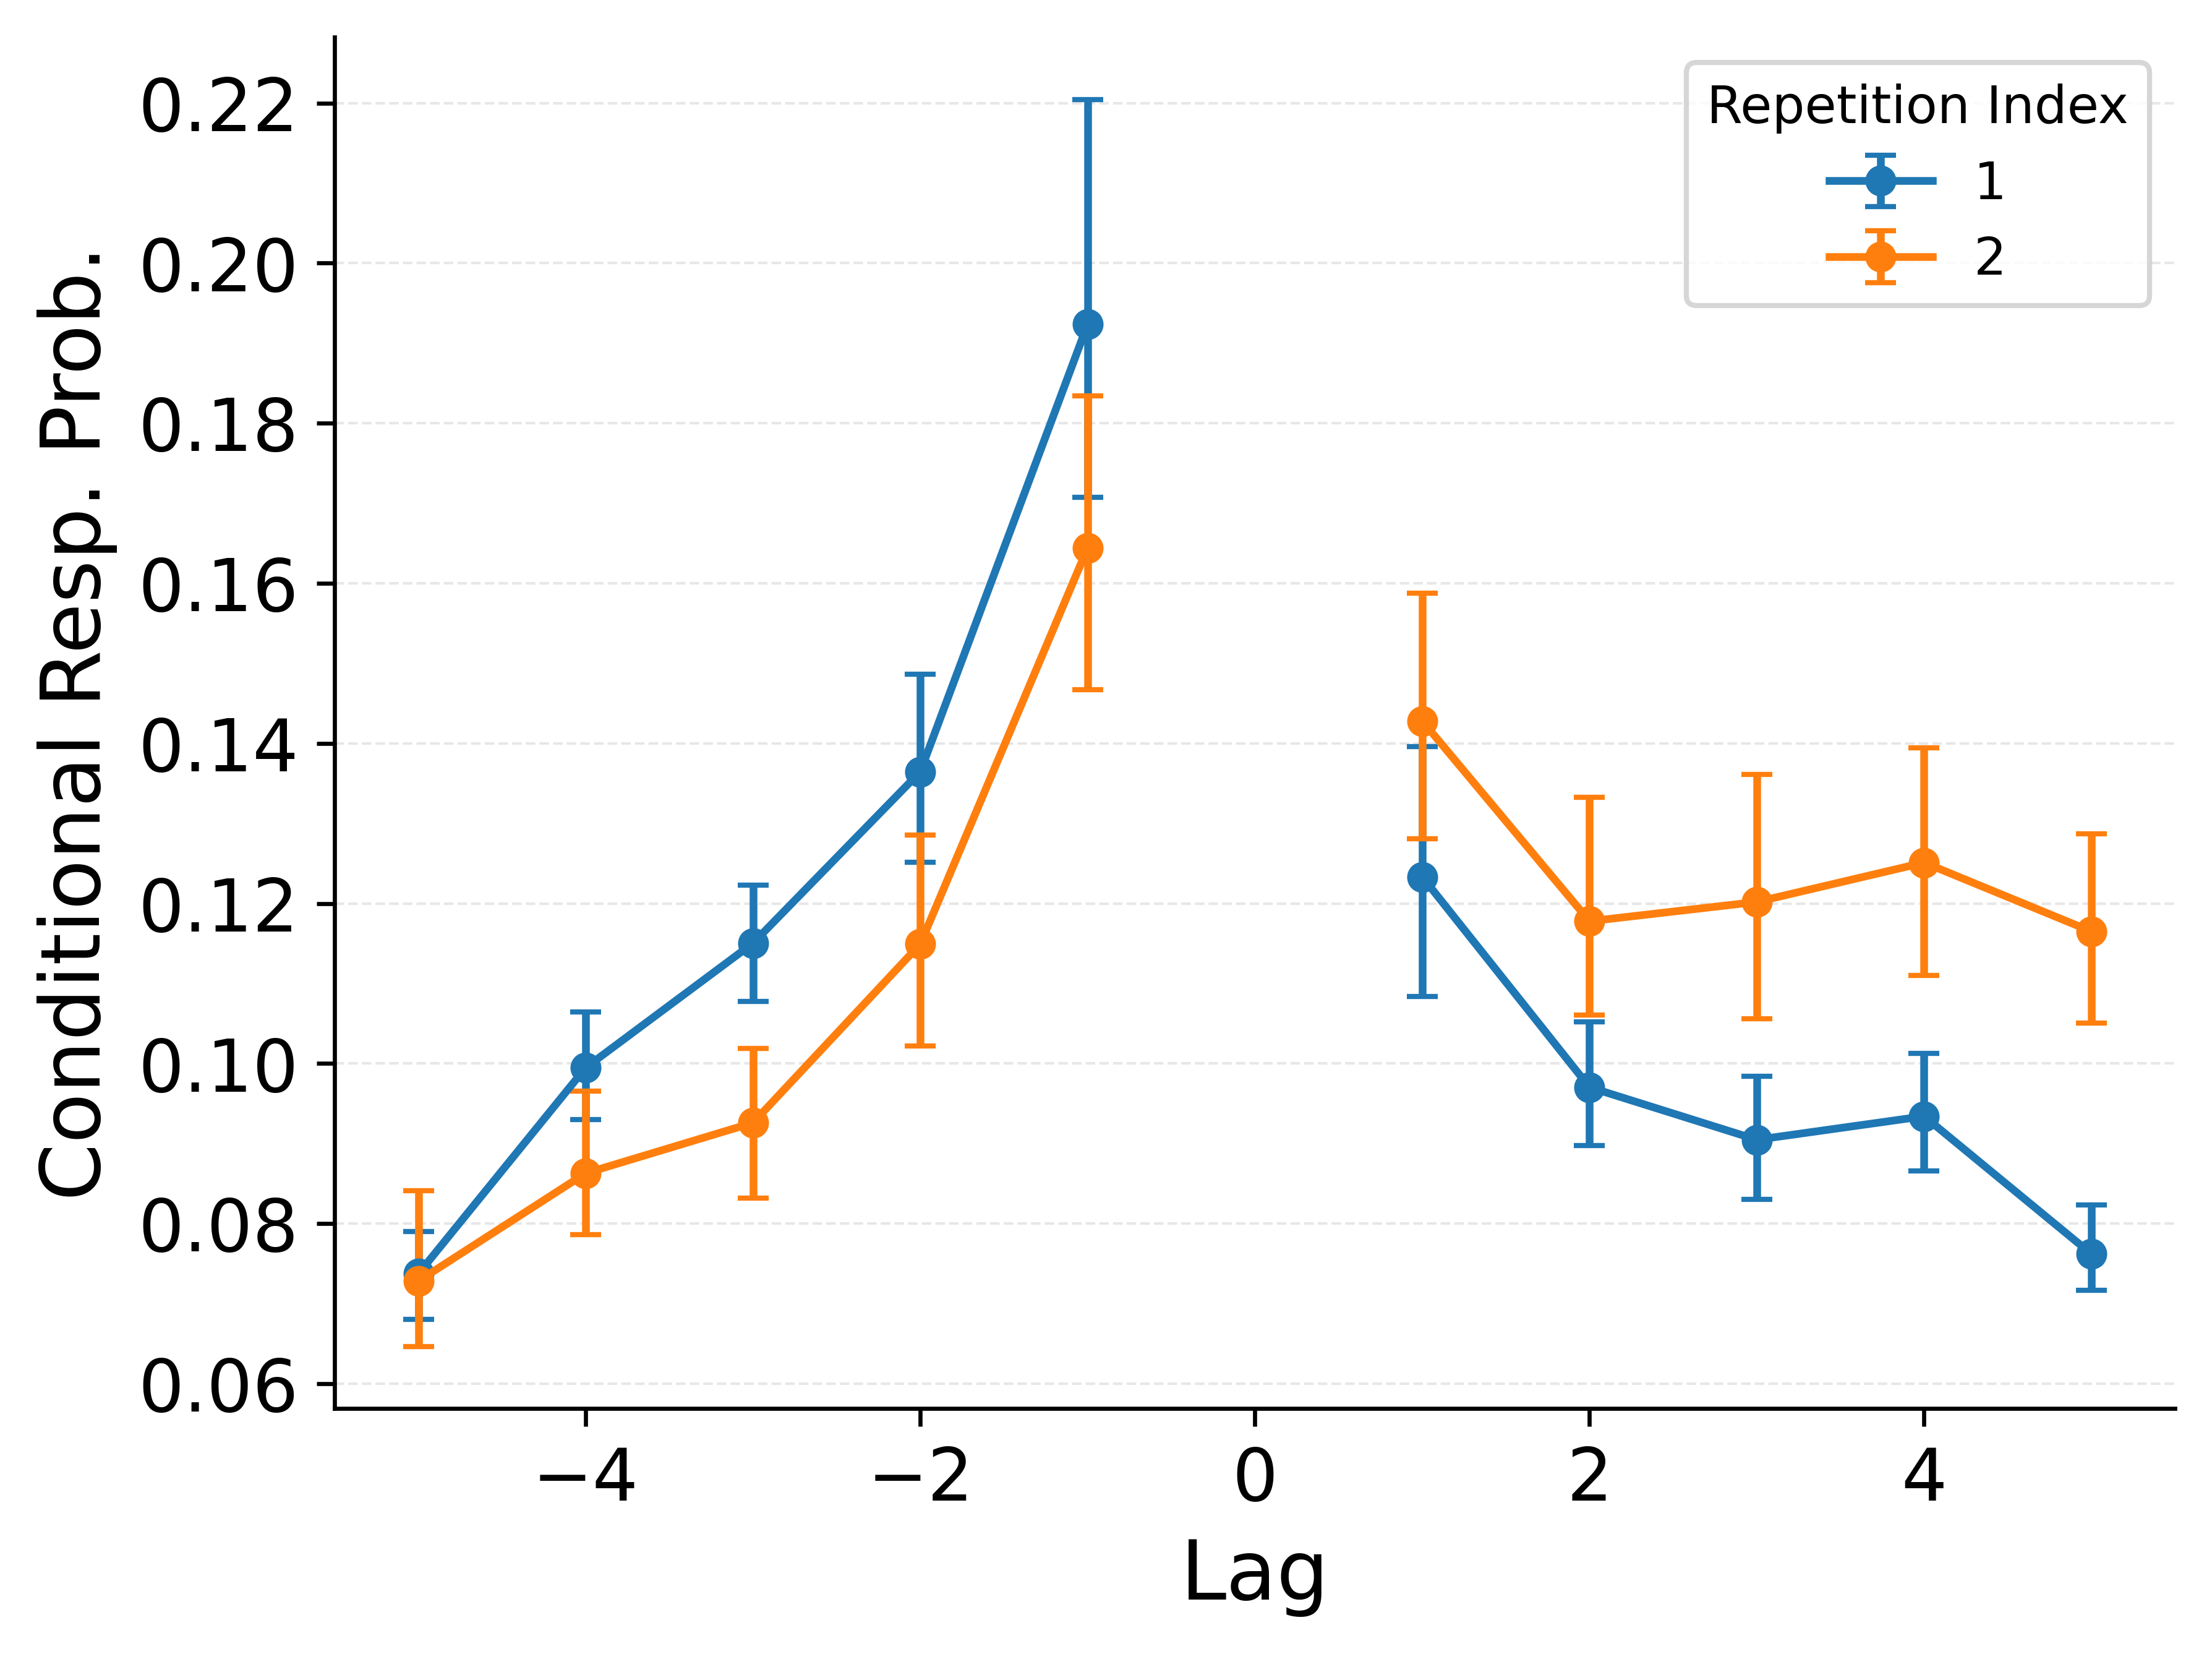 Conditional Resp. Prob.
0.22
0.20
0.18
0.16
0.14
0.12
0.10
0.08
0.06
Repetition Index
1
2
−4 −2 0 2 4
Lag